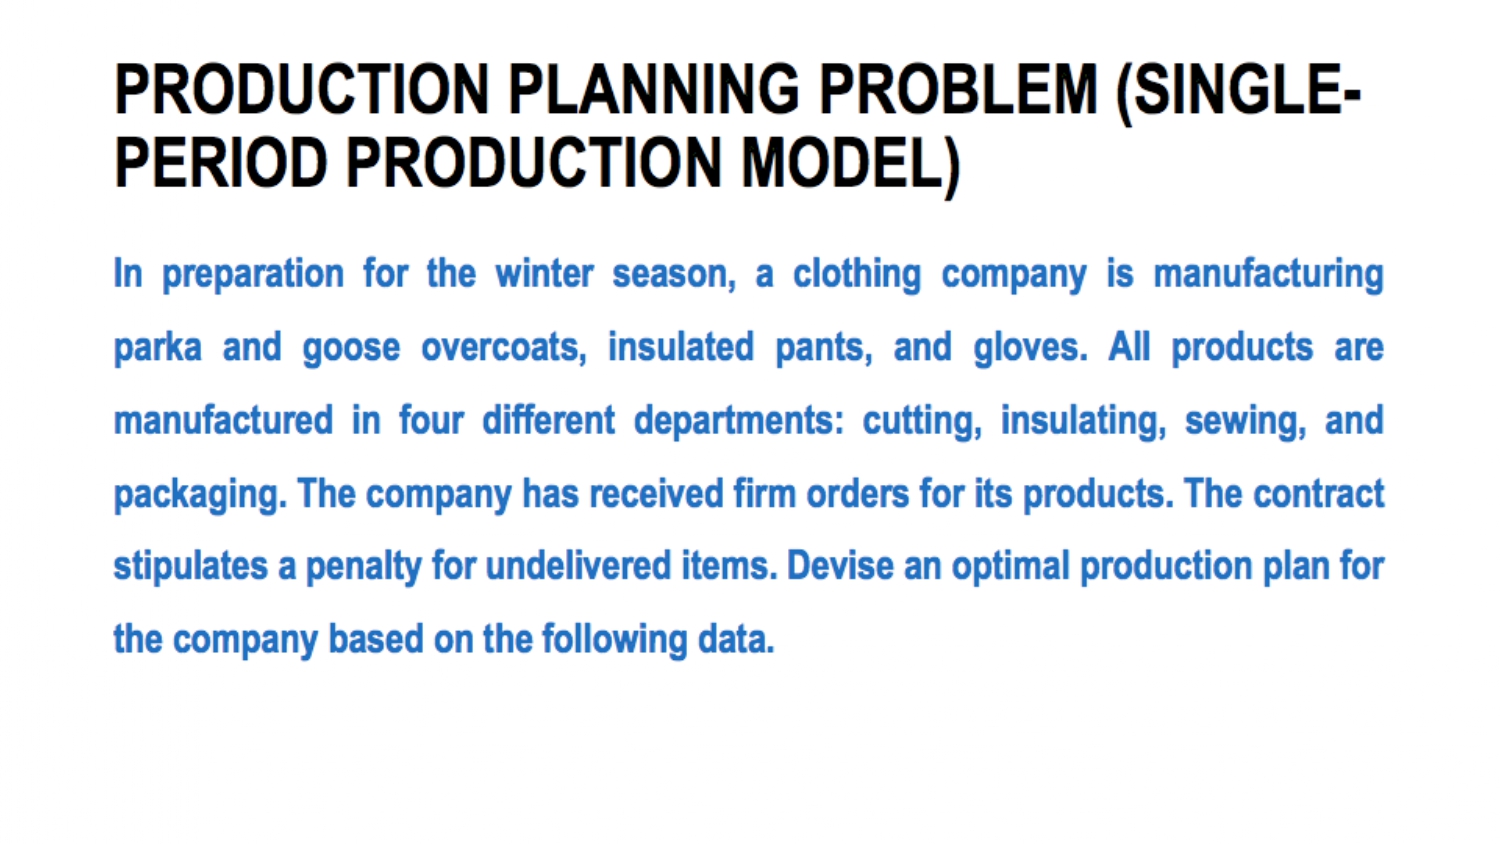 PRODUCTION PLANNING PROBLEM (SINGLE-
PERIOD PRODUCTION MODEL)
In preparation for the winter season, a clothing company is manufacturing
parka and goose overcoats, insulated pants, and gloves. All products are
manufactured in four different departments: cutting, insulating, sewing, and
packaging. The company has received firm orders for its products. The contract
stipulates a penalty for undelivered items. Devise an optimal production plan for
the company based on the following data.